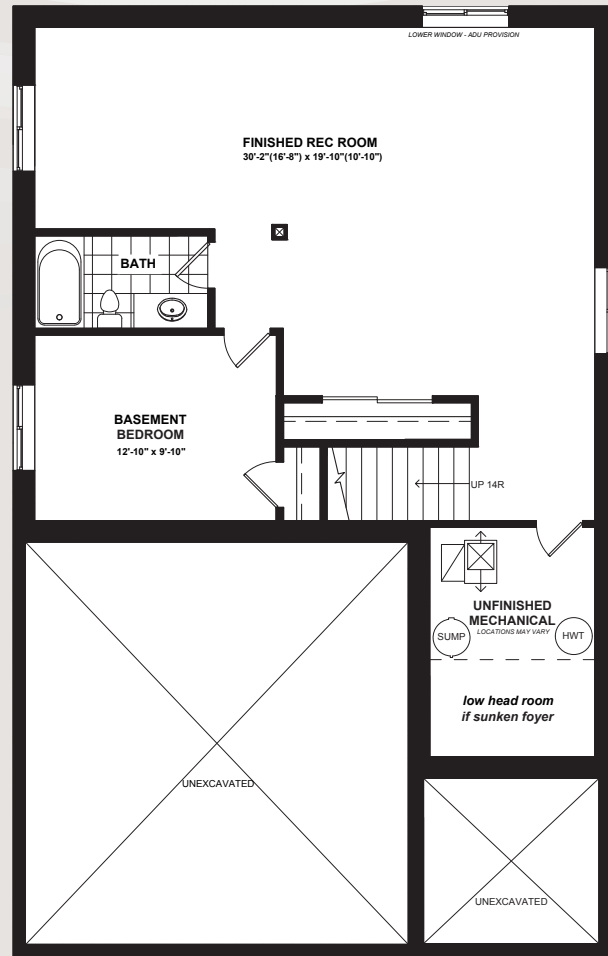 LOWER WINDOW - ADU PROVISION
FINISHED REC ROOM
30'-2"(16'-8") x 19'-10"(10'-10")
BATH
BASEMENT
BEDROOM
12'-10" x 9'-10"
UP 14R
UNFINISHED
MECHANICAL
LOCATIONS MAY VARY
SUMP
HWT
low head room
if sunken foyer
UNEXCAVATED
UNEXCAVATED